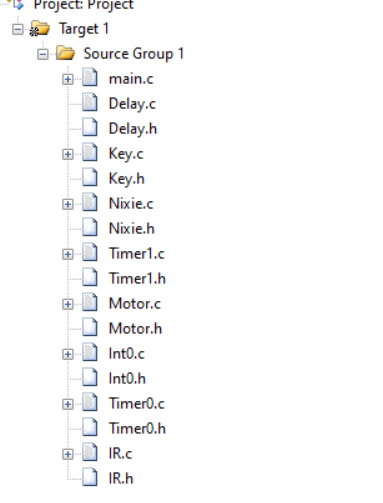 Project: Project
Target 1
Source Group 1
main.c
Delay.c
Delay.h
Key.c
Key.h
Nixie.c
Nixie.h
Timer1.c
Timer1.h
Motor.c
Motor.h
Int0.c
Int0.h
Timer0.c
Timer0.h
IR.c
IR.h